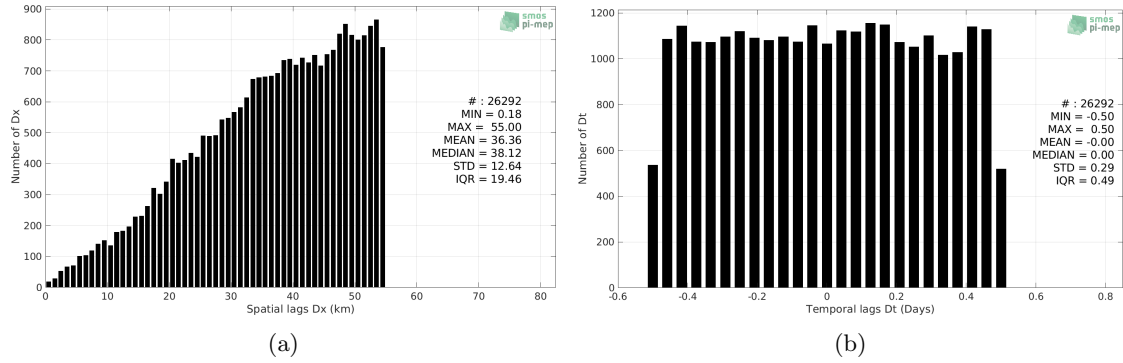 900
800
700
600
500
400
300
200
100
0
0 10 20 30 40 50 60 70 80
Number of Dx
Spatial lags Dx (km)
smos
pi-mep
# : 26292
MIN = 0.18
MAX = 55.00
MEAN = 36.36
MEDIAN = 38.12
STD = 12.64
IQR = 19.46
(a)
1200
1000
800
600
400
200
0
-0.6 -0.4 -0.2 0 0.2 0.4 0.6 0.8
Number of Dt
Temporal lags Dt (Days)
smos
pi-mep
# : 26292
MIN = -0.50
MAX = 0.50
MEAN = -0.00
MEDIAN = 0.00
STD = 0.29
IQR = 0.49
(b)